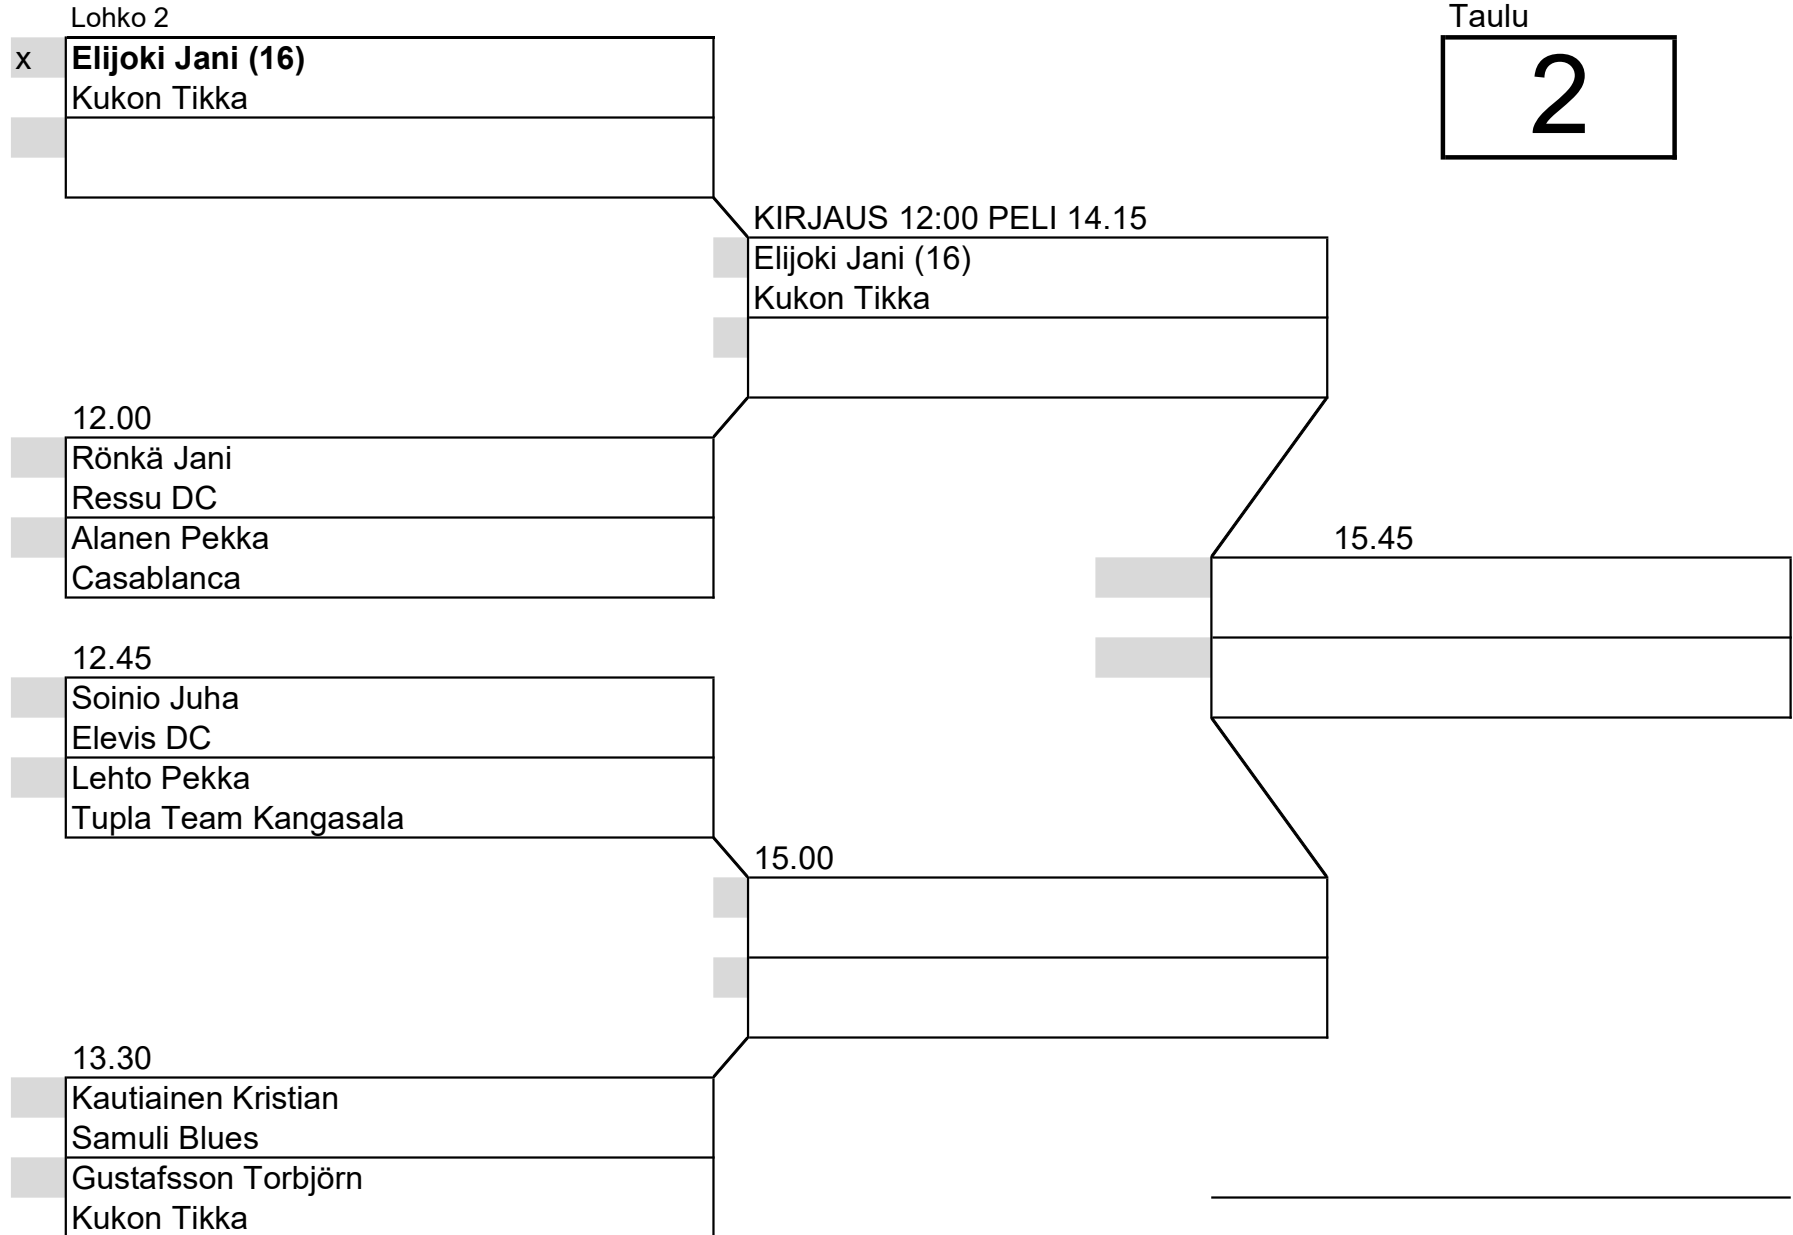 Lohko 2
Taulu
x Elijoki Jani (16)
Kukon Tikka
2
KIRJAUS 12:00 PELI 14.15
Elijoki Jani (16)
Kukon Tikka
12.00
Rönkä Jani
Ressu DC
Alanen Pekka
Casablanca
15.45
12.45
Soinio Juha
Elevis DC
Lehto Pekka
Tupla Team Kangasala
15.00
13.30
Kautiainen Kristian
Samuli Blues
Gustafsson Torbjörn
Kukon Tikka